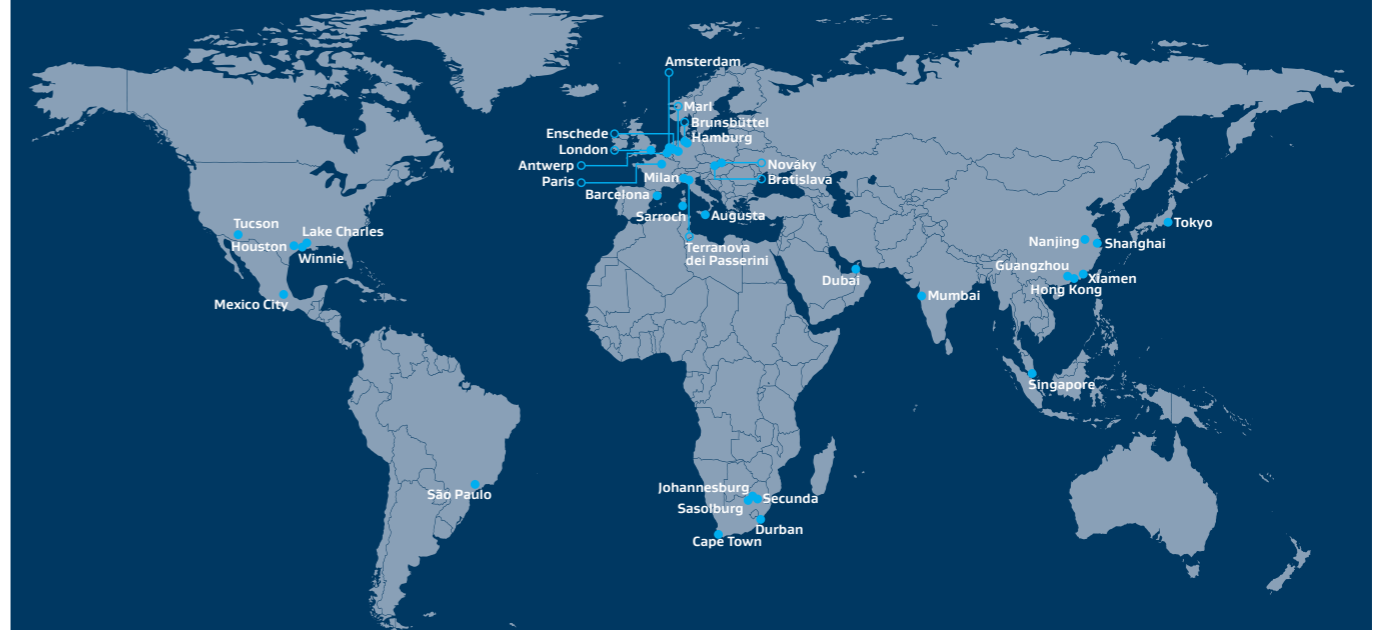 Amsterdam
Marl
Brunsbüttel
Enschede
Hamburg
London
Antwerp
Nováky
Paris
Milan
Bratislava
Barcelona
Sarroch
Augusta
Terranova
dei Passerini
Tucson
Lake Charles
Houston
Winnie
Mexico City
São Paulo
Tokyo
Nanjing
Shanghai
Guangzhou
Xiamen
Hong Kong
Dubai
Mumbai
Singapore
Johannesburg
Secunda
Sasolburg
Durban
Cape Town